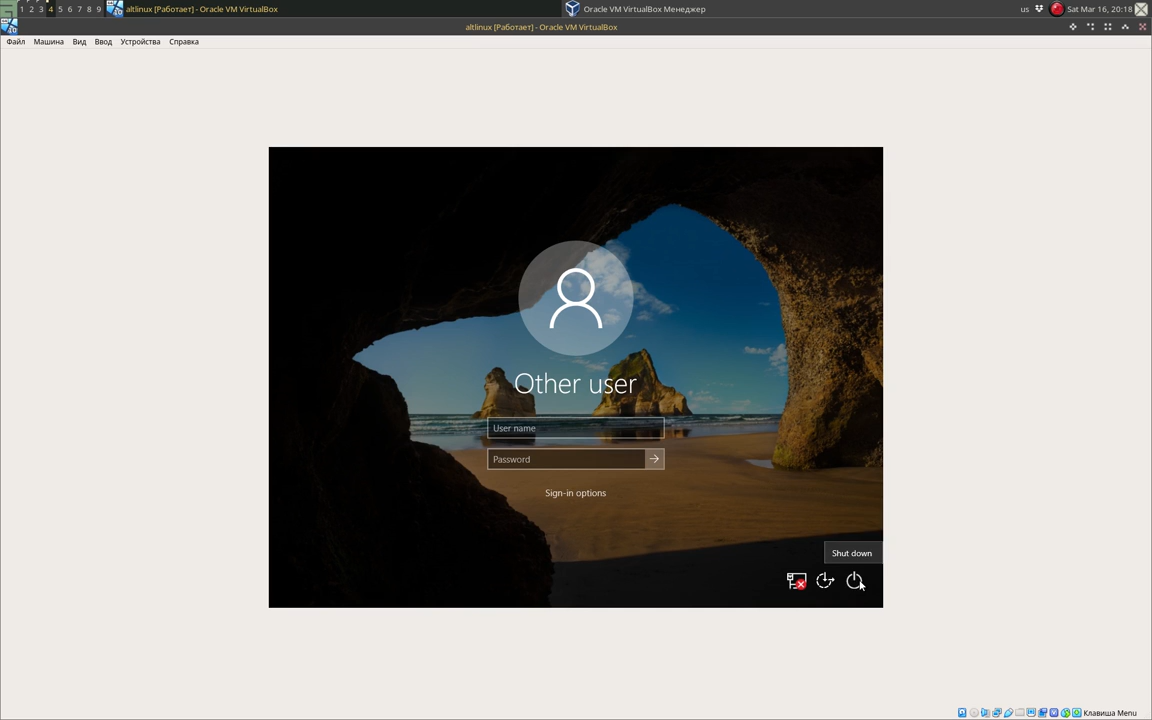 1 2 3 4 5 6 7 8 9 altlinux [Работает] - Oracle VM VirtualBox Oracle VM VirtualBox Менеджер us Sat Mar 16, 20:18
altlinux [Работает] - Oracle VM VirtualBox
Файл Машина Вид Ввод Устройства Справка
Other user
User name
Password
Sign-in options
Shut down
Клавиша Menu